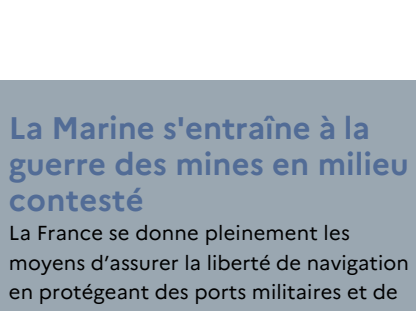 La Marine s'entraîne à la
guerre des mines en milieu
contesté
La France se donne pleinement les
moyens d’assurer la liberté de navigation
en protégeant des ports militaires et de